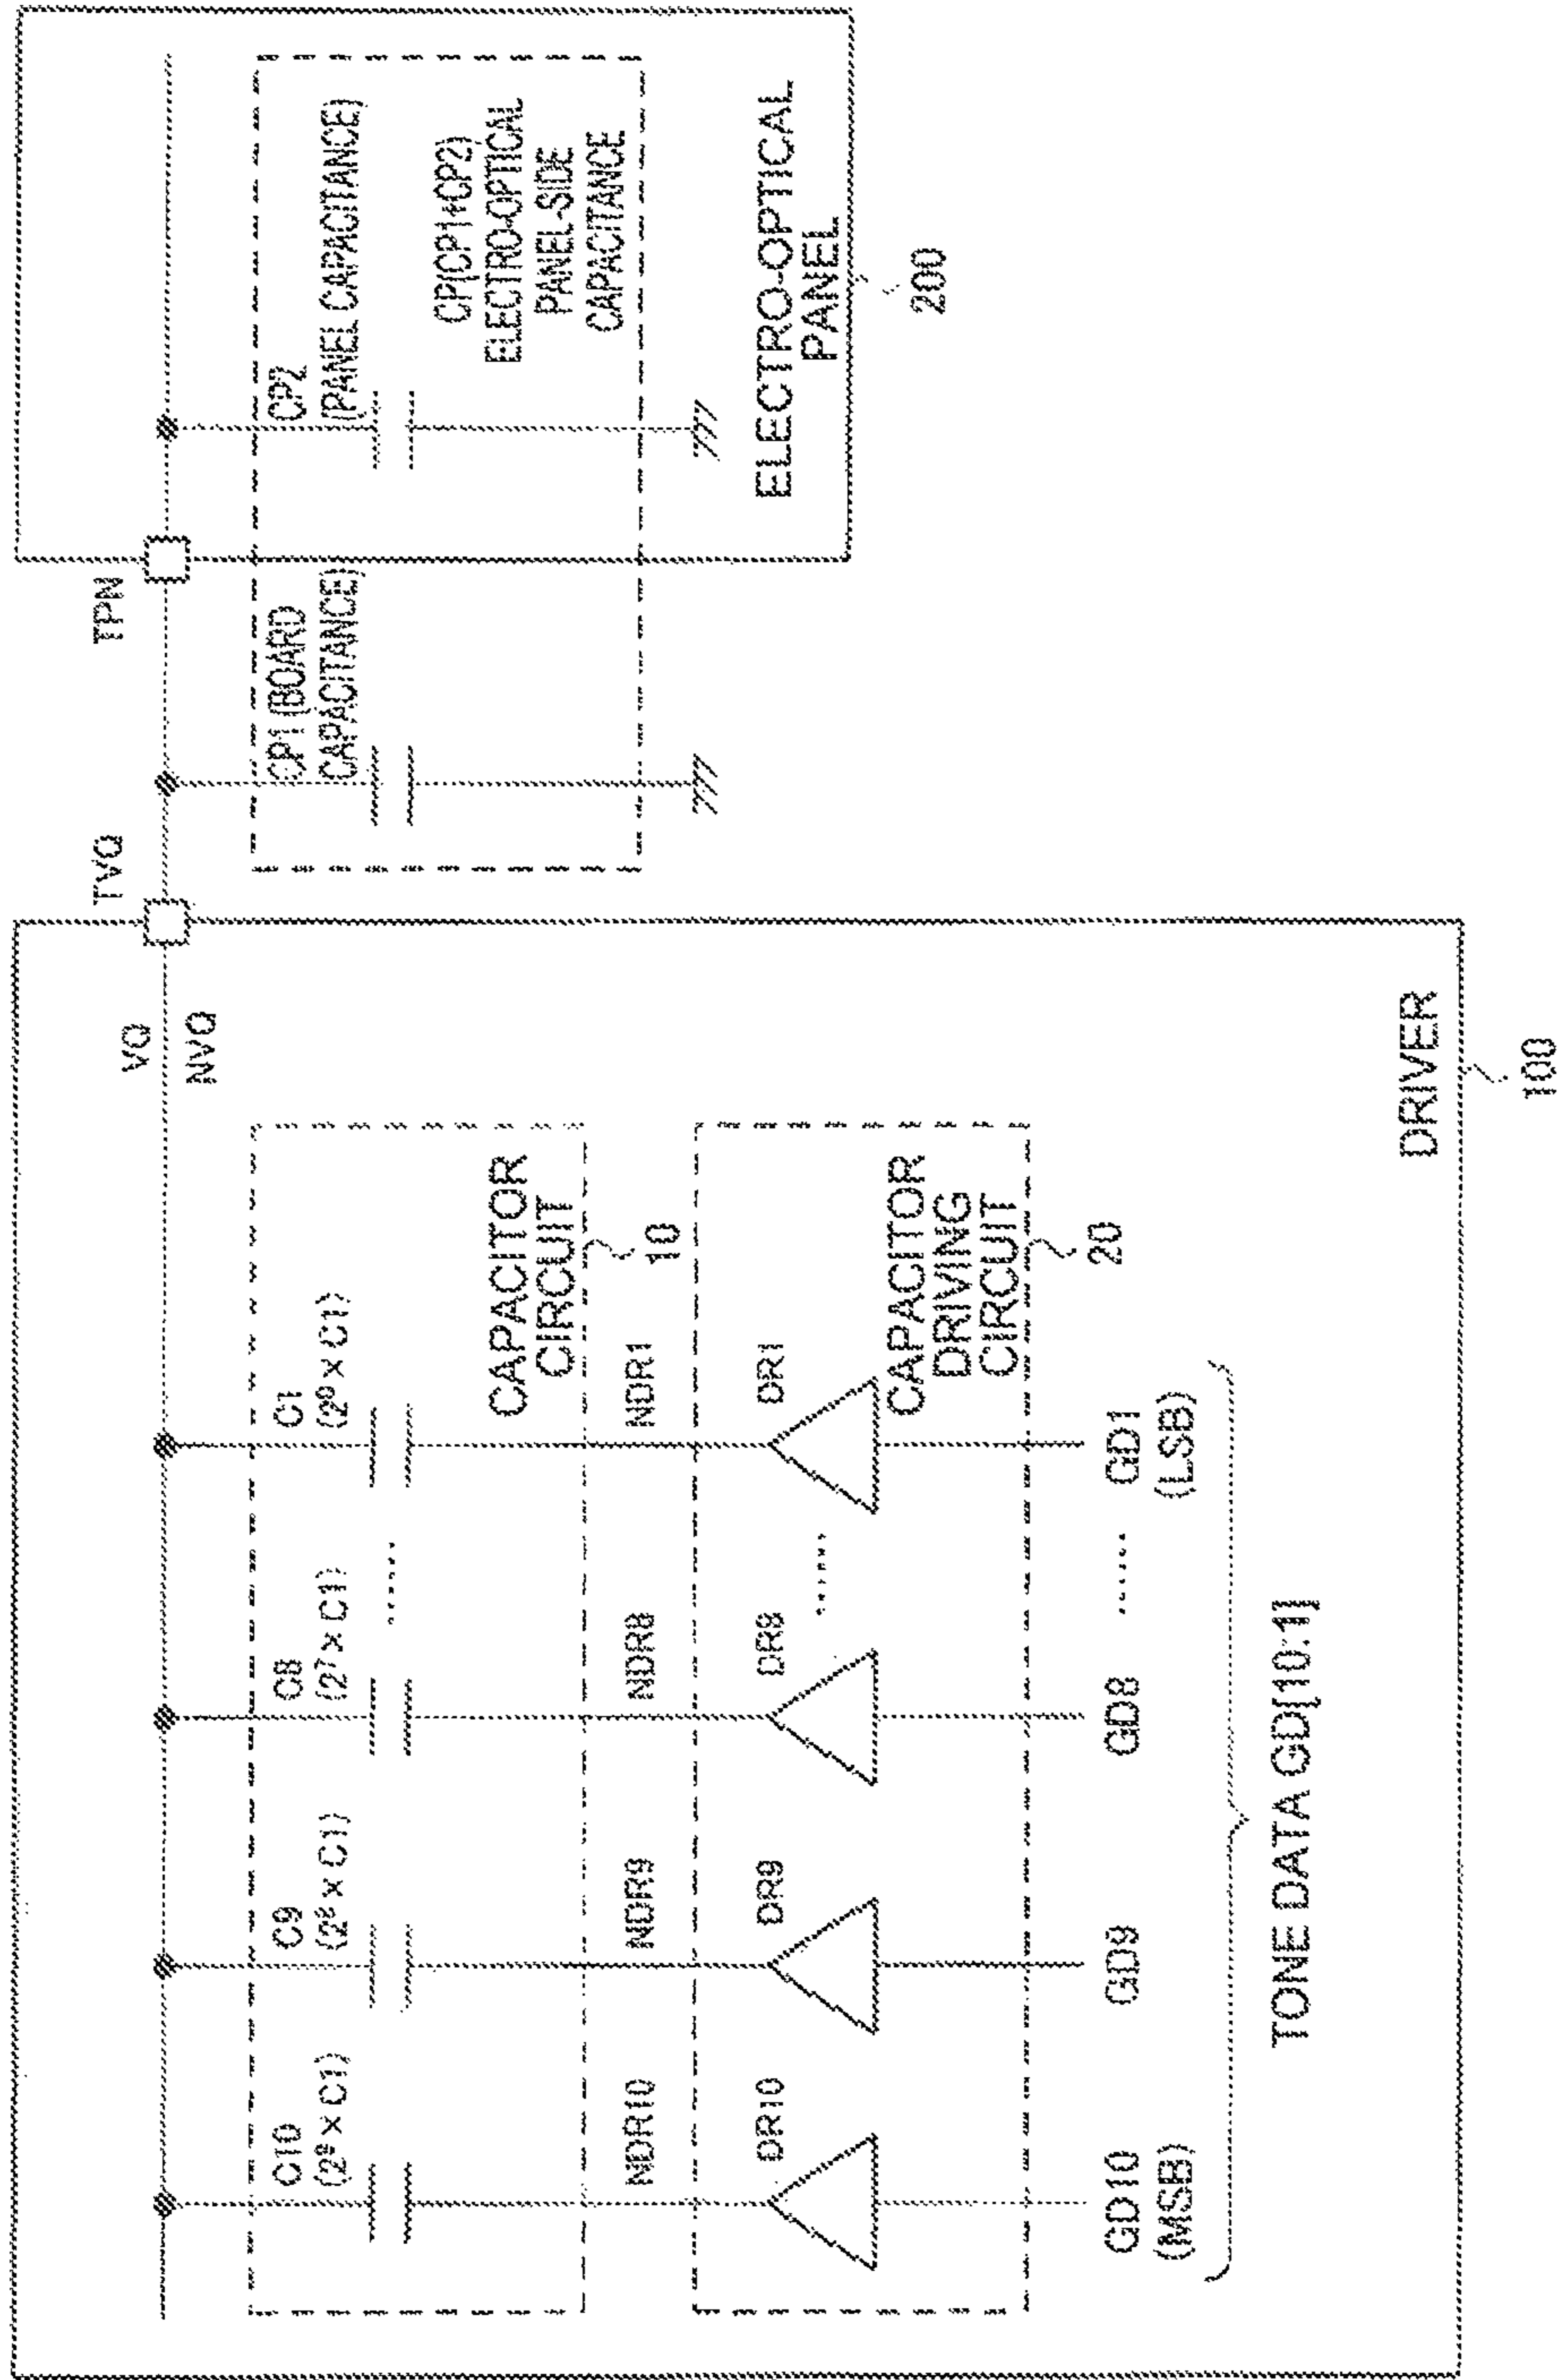 VQ
NVQ
TVQ
TPN
C10
(2⁹×C1)
C9
(2⁸×C1)
C8
(2⁷×C1)
C1
(2⁰×C1)
......
CAPACITOR
CIRCUIT
10
CP1 (BOARD
CAPACITANCE)
CP2
(PANEL CAPACITANCE)
CP(CP1+CP2)
ELECTRO-OPTICAL
PANEL-SIDE
CAPACITANCE
ELECTRO-OPTICAL
PANEL
200
NDR10
NDR9
NDR8
NDR1
DR10
DR9
DR8
......
DR1
CAPACITOR
DRIVING
CIRCUIT
20
GD10
(MSB)
GD9
GD8
......
GD1
(LSB)
TONE DATA GD[10:1]
DRIVER
100